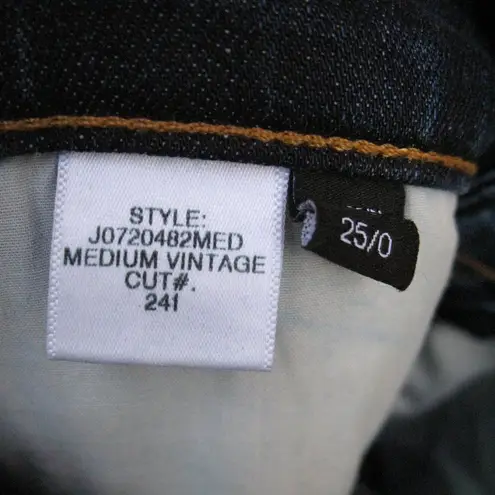 STYLE:
J0720482MED
MEDIUM VINTAGE
CUT#.
241
25/0